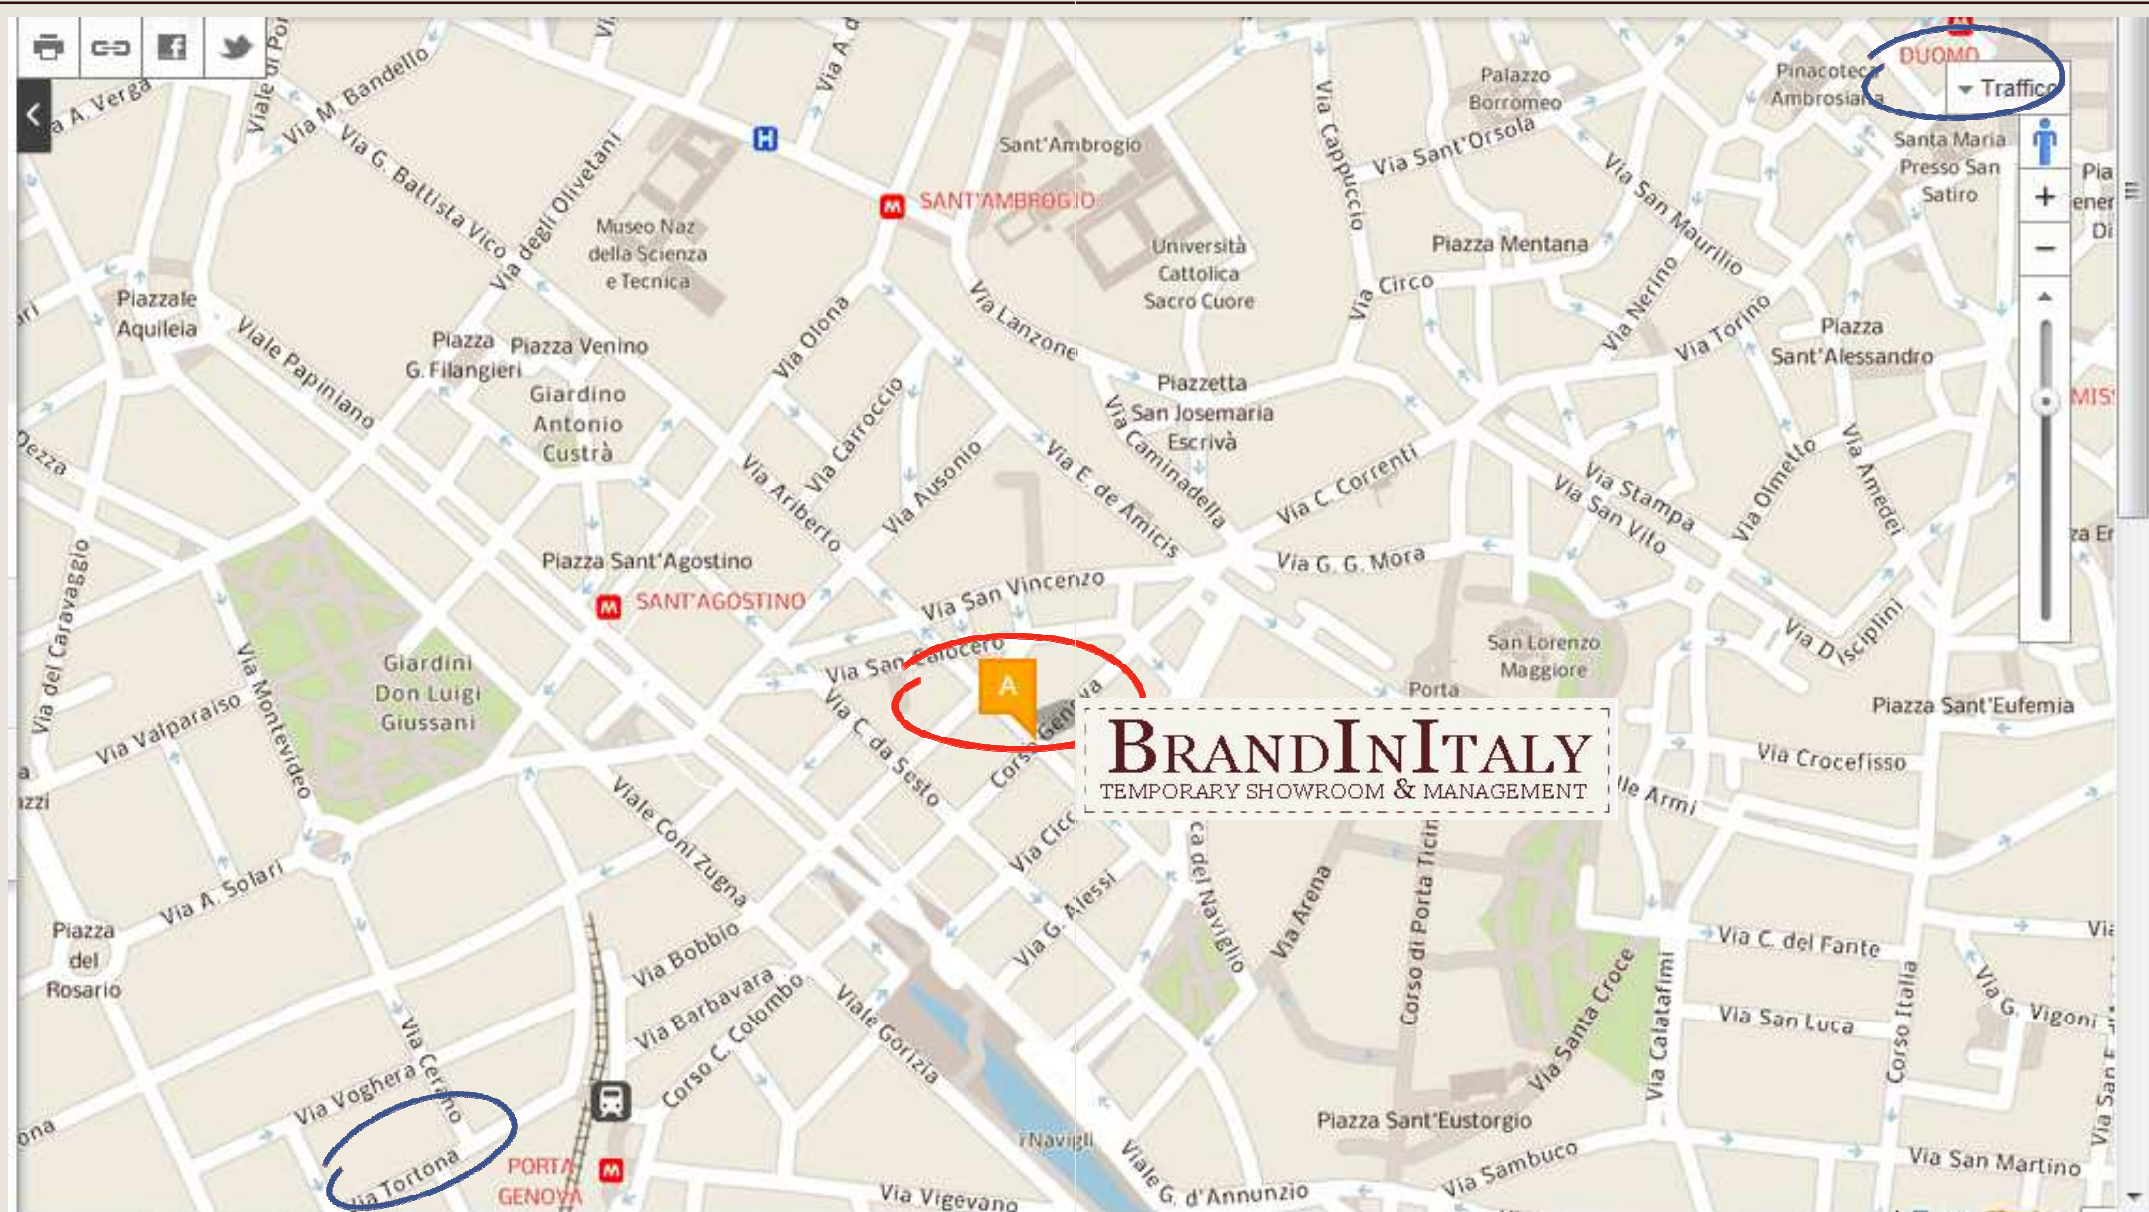 Via M. Bandello
DUOMO
Palazzo
Borromeo
Pinacoteca
Ambrosiana
Traffico
Via Cappuccio
Via Sant'Orsola
Santa Maria
Presso San
Satiro
Sant'Ambrogio
Via G. Battista Vico
Via degli Olivetani
H
M SANT'AMBROGIO
Via San Maurilio
Museo Naz
della Scienza
e Tecnica
Università
Cattolica
Sacro Cuore
Piazza Mentana
Via Circo
Via Nerino
Via Torino
Piazzale
Aquileia
Viale Papiniano
Piazza
G. Filangieri
Piazza Venino
Via Olona
Via Lanzone
Piazza
Sant'Alessandro
Giardino
Antonio
Custrà
Via Carroccio
Piazzetta
San Josemaria
Escrivà
Via Caminadella
Via Ariberto
Via Ausonio
Via E. de Amicis
Via C. Correnti
Via Stampa
Via San Vito
Via Olmetto
Via Amedei
Via del Caravaggio
Piazza Sant'Agostino
M SANT'AGOSTINO
Via San Vincenzo
Via G. G. Mora
Via Disciplini
Giardini
Don Luigi
Giussani
Via Montevideo
Via Valparaiso
Via San Calocero
A
Via C. da Sesto
Corso Genova
San Lorenzo
Maggiore
Porta
Piazza Sant'Eufemia
BRANDINITALY
TEMPORARY SHOWROOM & MANAGEMENT
Via Crocefisso
lle Armi
Viale Coni Zugna
Via A. Solari
Via G. Alessi
ca del Naviglio
Via Arena
Corso di Porta Ticin
Piazza
del
Rosario
Via Bobbio
Via Barbavara
Corso C. Colombo
Viale Gorizia
Via Santa Croce
Via Calatafimi
Via C. del Fante
Via San Luca
Corso Italia
Via G. Vigoni
Via Cerano
Via Voghera
Via Tortona
PORTA
GENOVA
M
i Navigli
Piazza Sant'Eustorgio
Via Vigevano
Viale G. d'Annunzio
Via Sambuco
Via San Martino